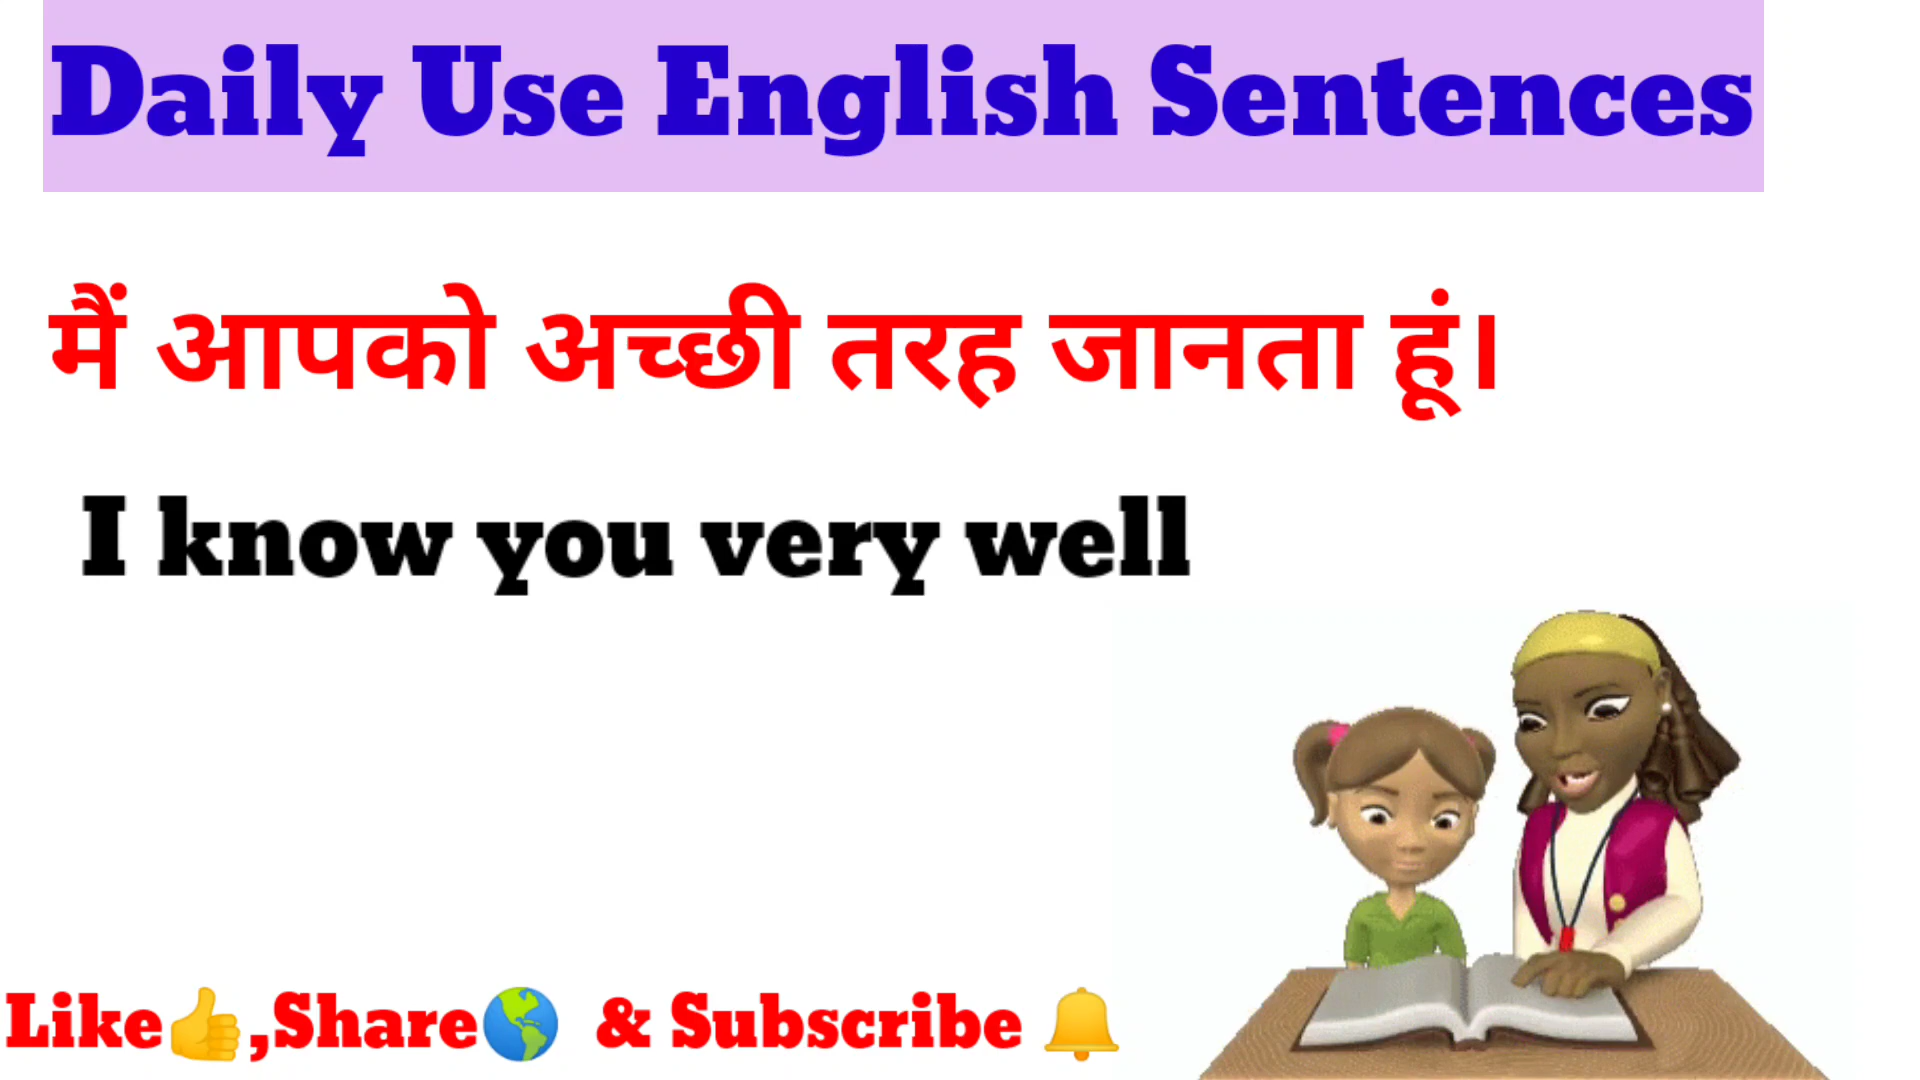 Daily Use English Sentences
मैं आपको अच्छी तरह जानता हूं।
I know you very well
Like👍,Share🌎 & Subscribe 🔔